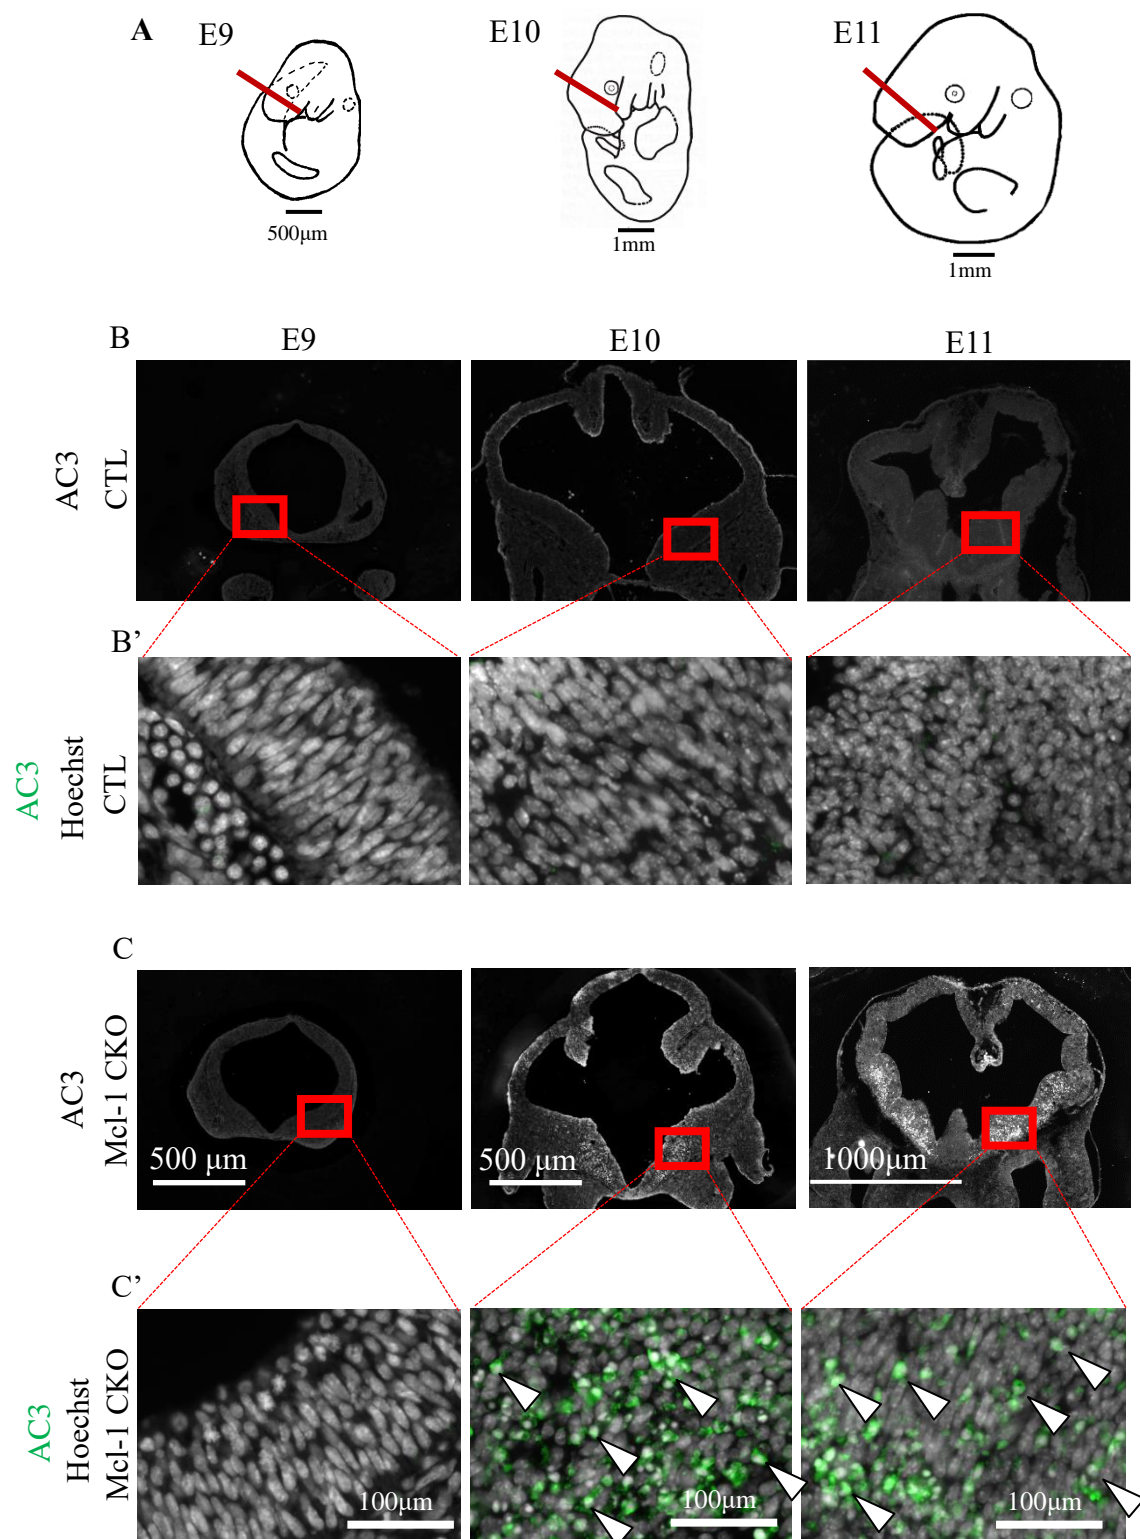 A
E9
E10
E11
500µm
1mm
1mm
B
E9
E10
E11
AC3
CTL
B’
AC3
Hoechst
CTL
C
AC3
Mcl-1 CKO
500 µm
500 µm
1000µm
C’
AC3
Hoechst
Mcl-1 CKO
100µm
100µm
100µm